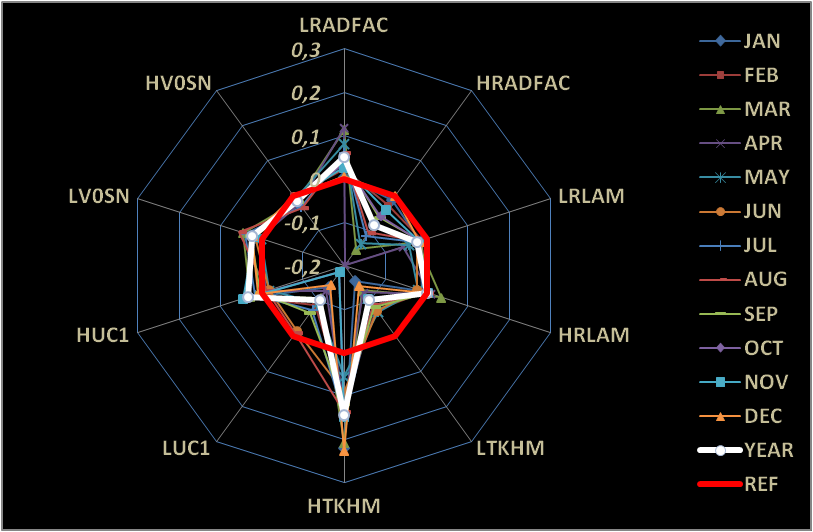 LRADFAC
HRADFAC
LRLAM
HRLAM
LTKHM
HTKHM
LUC1
HUC1
LV0SN
HV0SN
0,3
0,2
0,1
0
-0,1
-0,2
JAN
FEB
MAR
APR
MAY
JUN
JUL
AUG
SEP
OCT
NOV
DEC
YEAR
REF